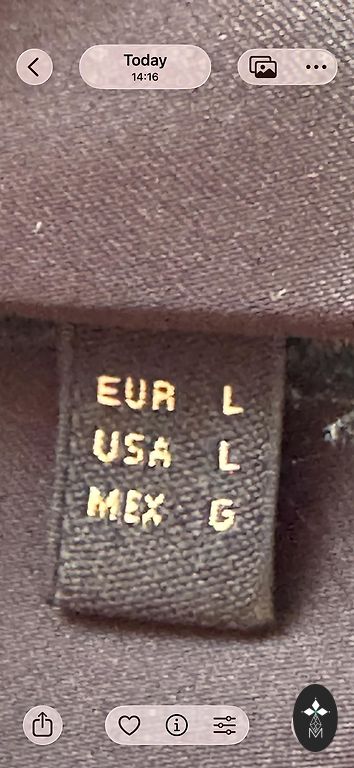 Today
14:16
EUR L
USA L
MEX G
M